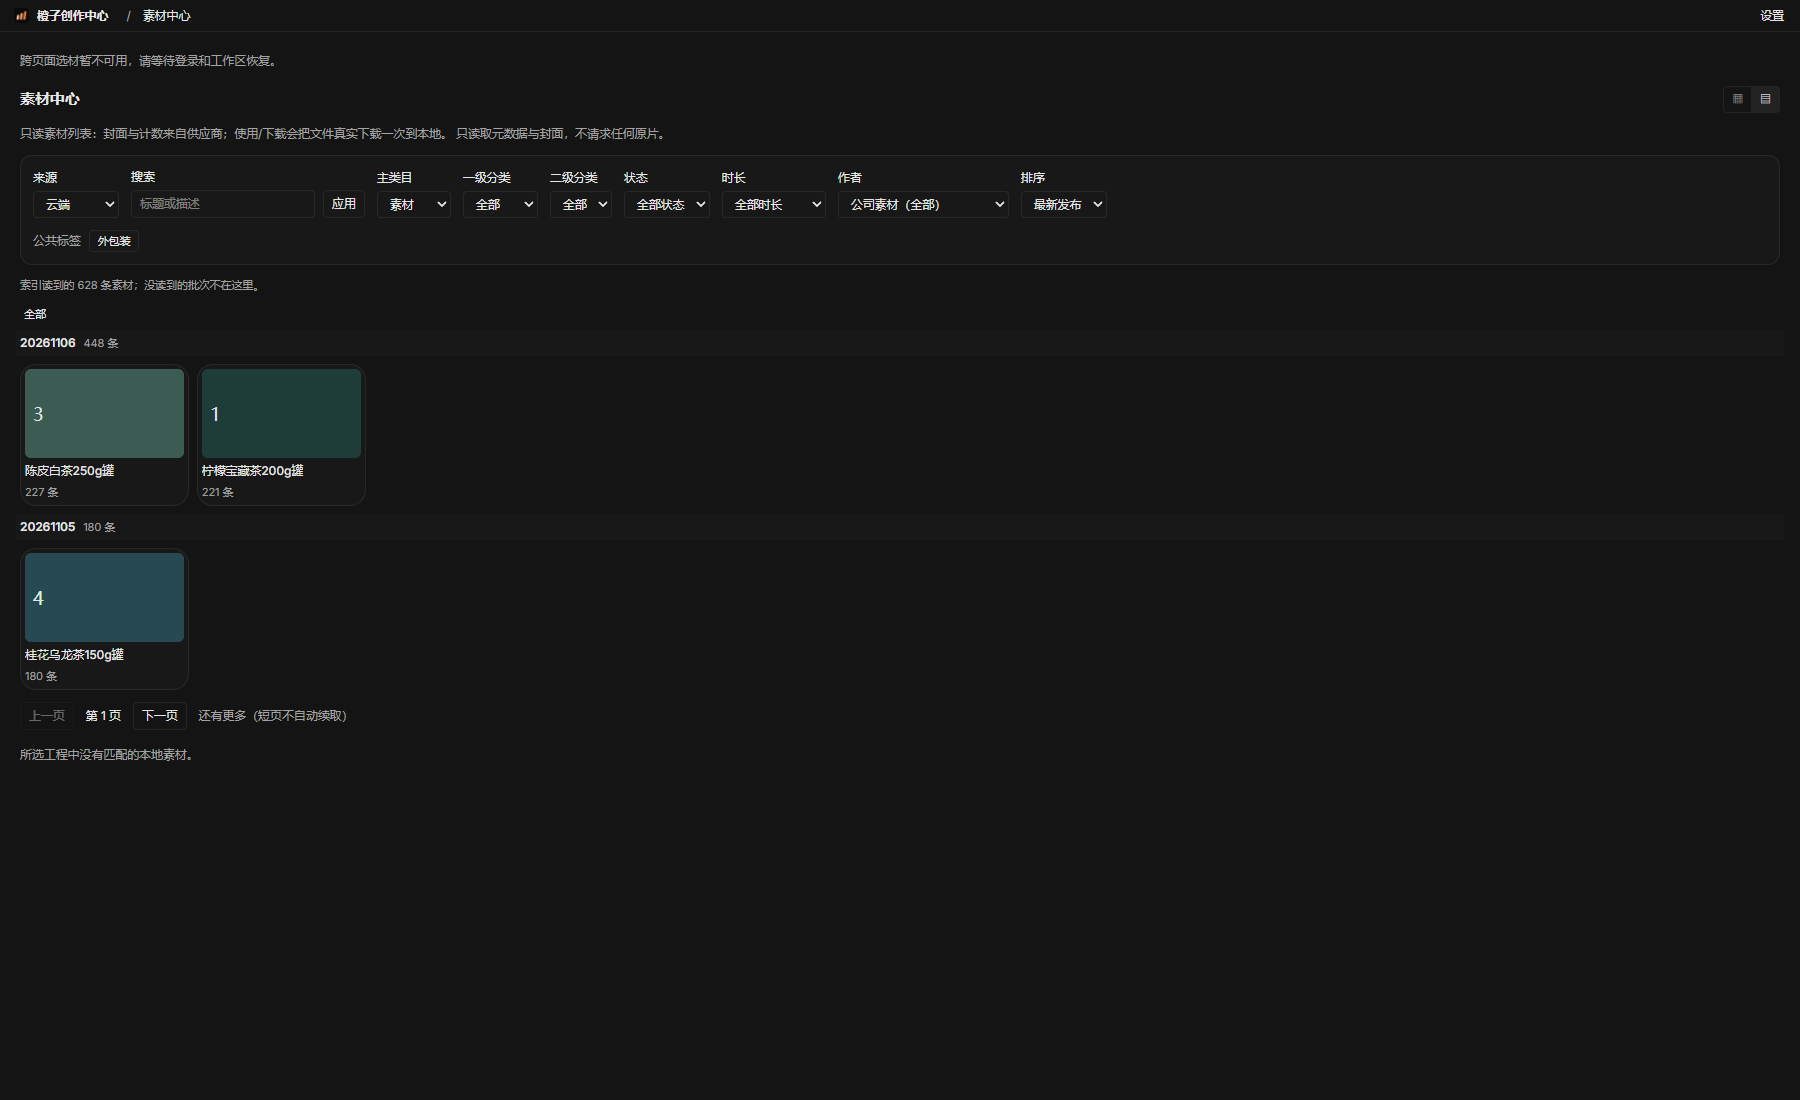 橙子创作中心 / 素材中心 设置
跨页面选材暂不可用，请等待登录和工作区恢复。
素材中心
只读素材列表：封面与计数来自供应商；使用/下载会把文件真实下载一次到本地。 只读取元数据与封面，不请求任何原片。
来源 搜索 主类目 一级分类 二级分类 状态 时长 作者 排序
云端 标题或描述 应用 素材 全部 全部 全部状态 全部时长 公司素材（全部） 最新发布
公共标签 外包装
索引读到的 628 条素材；没读到的批次不在这里。
全部
20261106 448 条
3 1
陈皮白茶250g罐 柠檬宝藏茶200g罐
227 条 221 条
20261105 180 条
4
桂花乌龙茶150g罐
180 条
上一页 第 1 页 下一页 还有更多（短页不自动续取）
所选工程中没有匹配的本地素材。